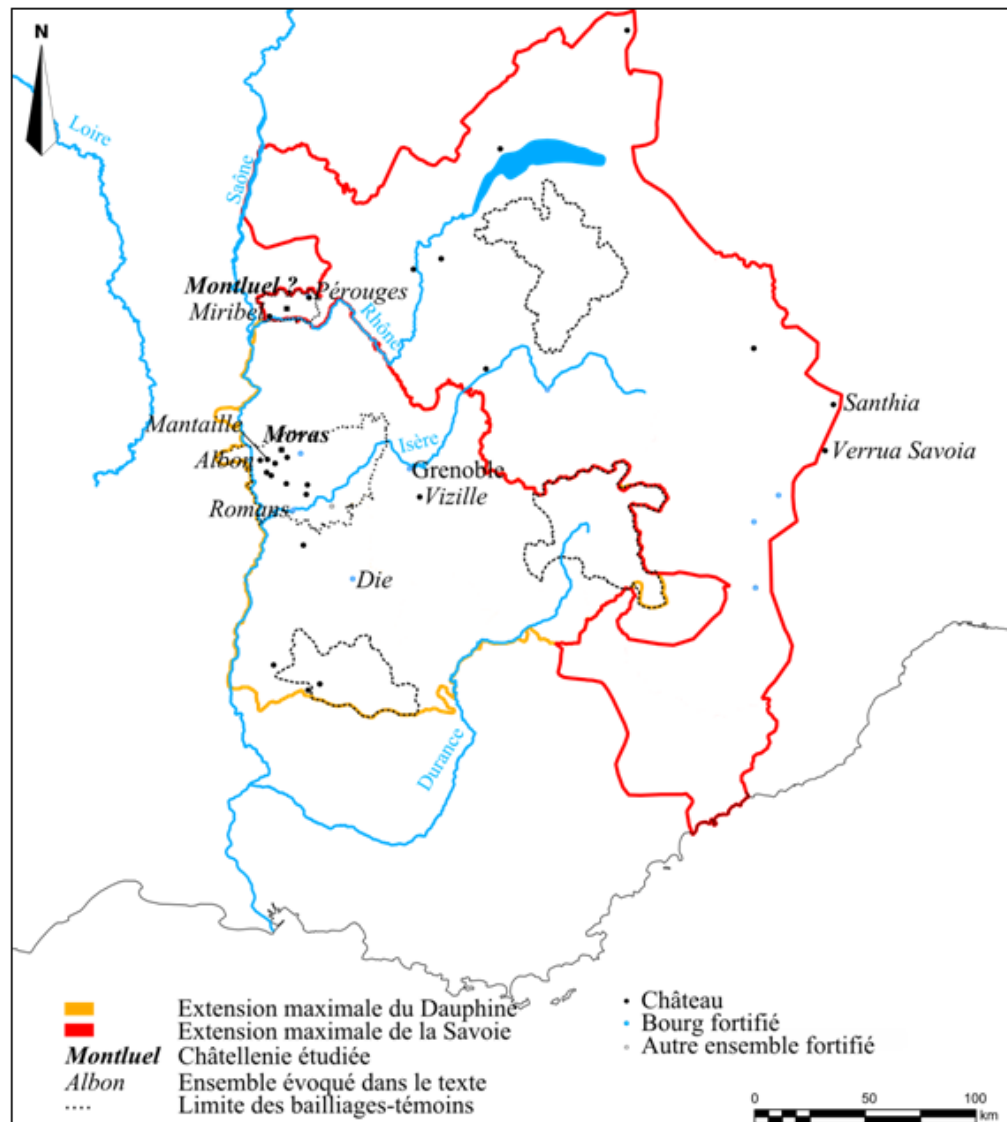 N
Loire
Saône
Montluel ?
Pérouges
Miribel
Rhône
Mantaille
Moras
Santhia
Albon
Isère
Grenoble
Verrua Savoia
Vizille
Romans
Die
Durance
Extension maximale du Dauphiné
Extension maximale de la Savoie
Montluel Châtellenie étudiée
Albon Ensemble évoqué dans le texte
Limite des bailliages-témoins
Château
Bourg fortifié
Autre ensemble fortifié
0 50 100
km